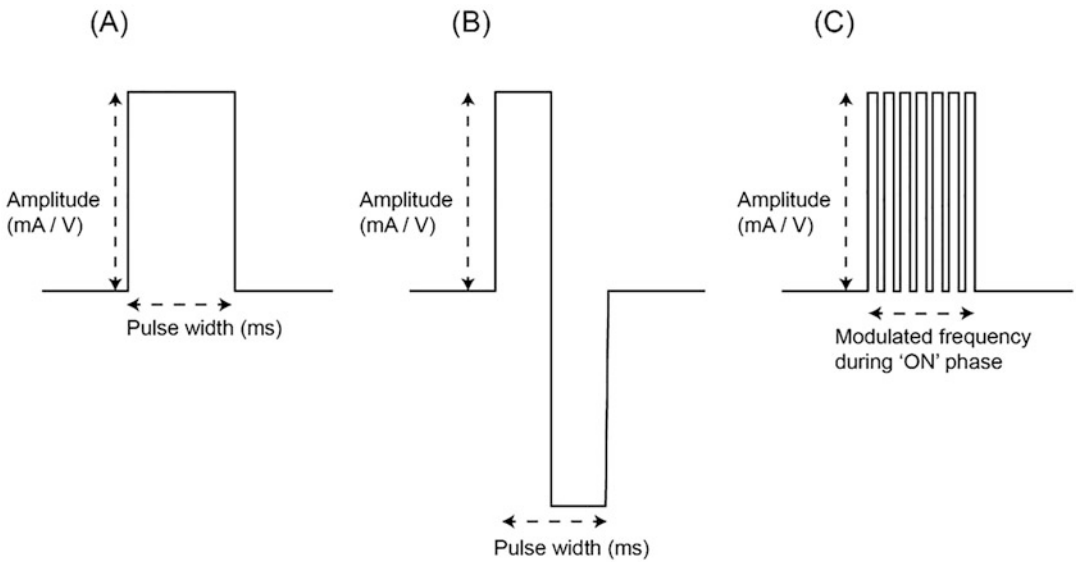 (A)
Amplitude
(mA / V)
Pulse width (ms)
(B)
Amplitude
(mA / V)
Pulse width (ms)
(C)
Amplitude
(mA / V)
Modulated frequency
during ‘ON’ phase